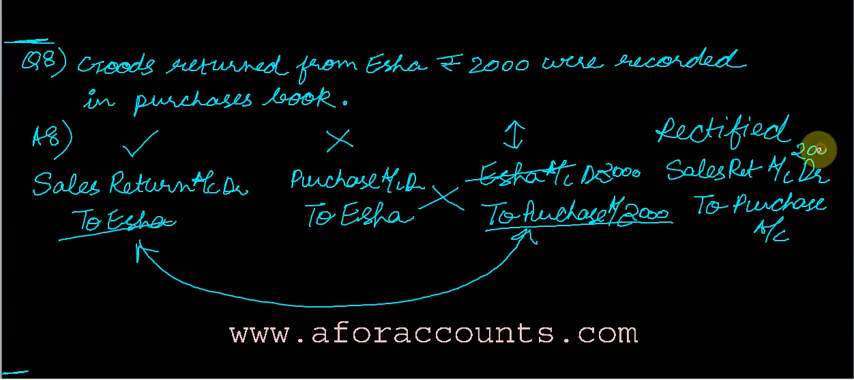 Q8) Goods returned from Esha ₹ 2000 were recorded
in purchases book.
A8) ✓ × ↕ Rectified
Sales Return A/c Dr Purchase A/c D Esha A/c Dr 2000 Sales Ret A/c Dr 200
To Esha To Esha To Purchase A/ 2000 To Purchase
A/c
www.aforaccounts.com